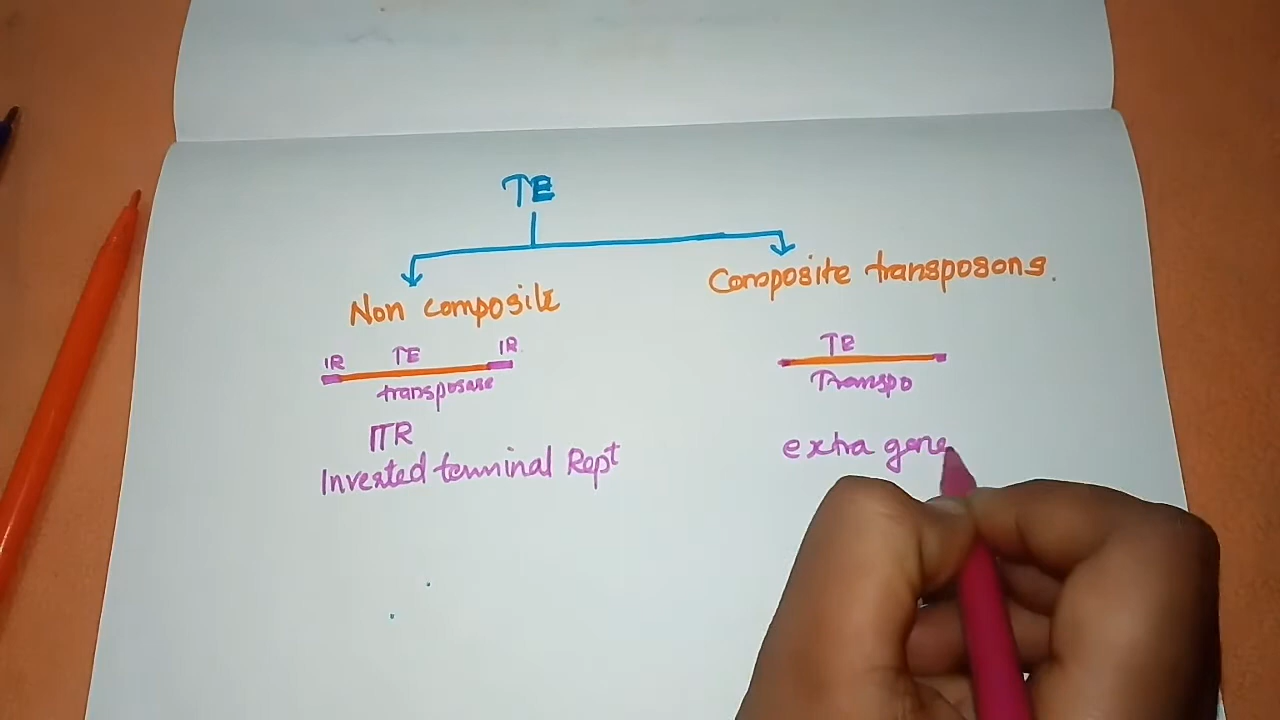 TE
Non composite
Composite transposons.
IR TE IR
transposase
TE
Transpo
ITR
Inverted terminal Rept
extra gene